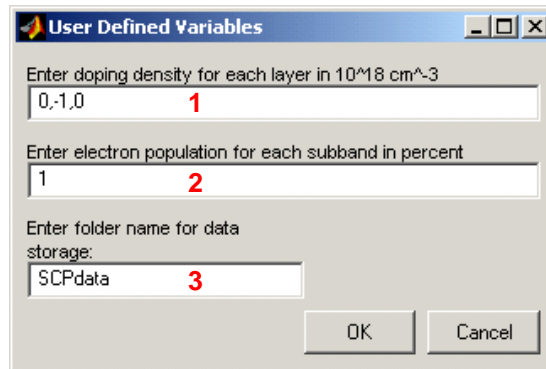 User Defined Variables
Enter doping density for each layer in 10^18 cm^-3
0,-1,0 1
Enter electron population for each subband in percent
1 2
Enter folder name for data
storage:
SCPdata 3
OK Cancel